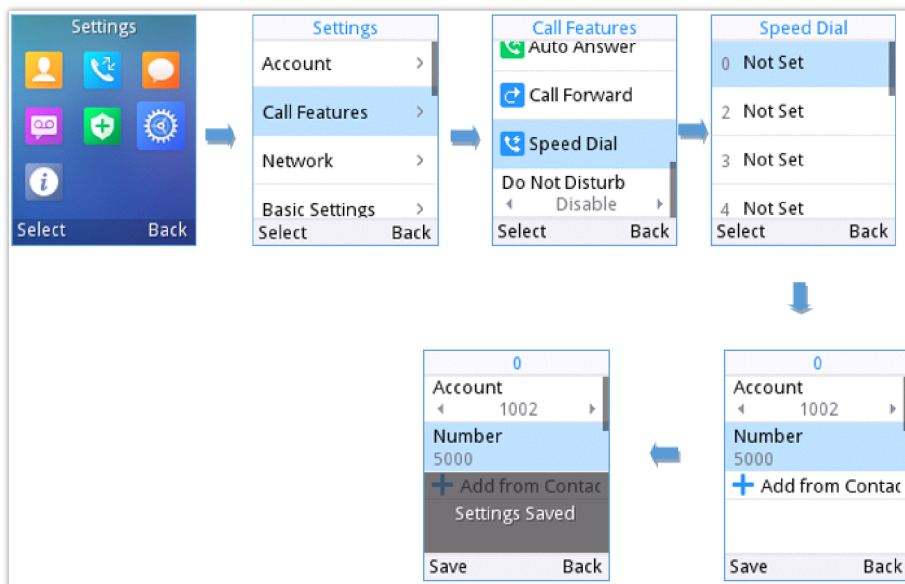 Settings
Select Back
Settings
Account
Call Features
Network
Basic Settings
Select Back
Call Features
Auto Answer
Call Forward
Speed Dial
Do Not Disturb
Disable
Select Back
Speed Dial
0 Not Set
2 Not Set
3 Not Set
4 Not Set
Select Back
0
Account
1002
Number
5000
Add from Contac
Settings Saved
Save Back
0
Account
1002
Number
5000
Add from Contac
Save Back